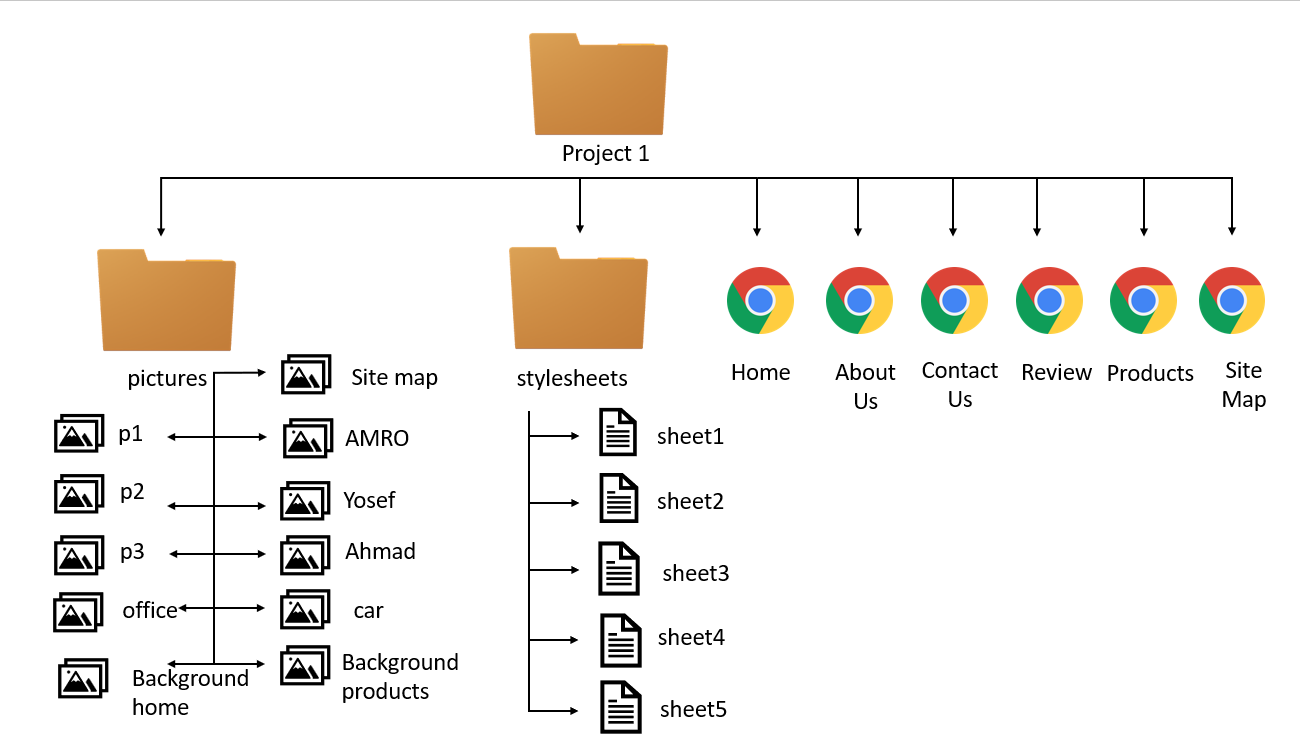 Project 1
pictures
stylesheets
Home
About
Us
Contact
Us
Review
Products
Site
Map
Site map
p1
AMRO
p2
Yosef
p3
Ahmad
office
car
Background
home
Background
products
sheet1
sheet2
sheet3
sheet4
sheet5